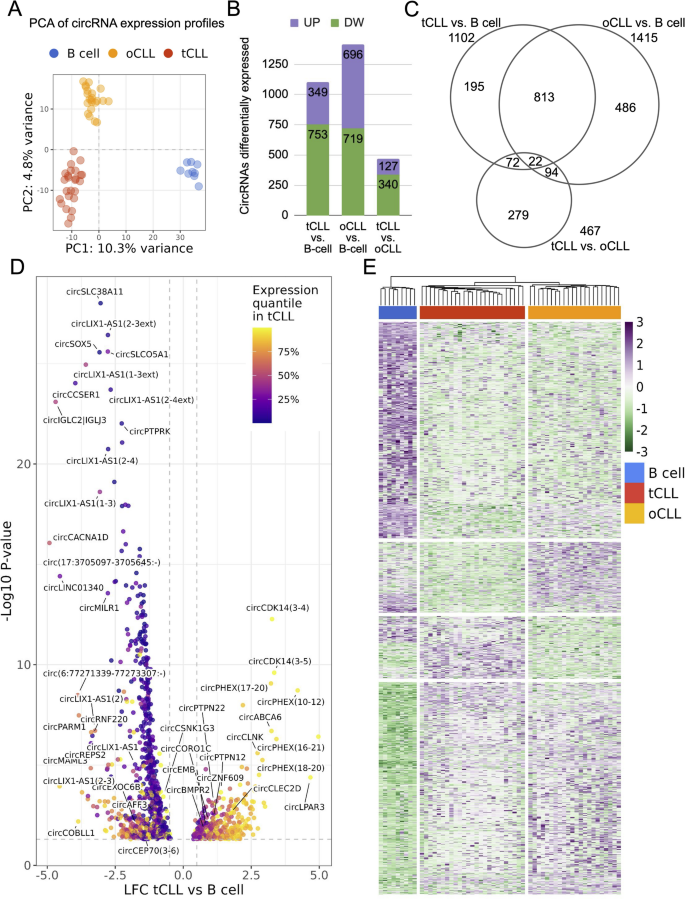 A
PCA of circRNA expression profiles
B cell
oCLL
tCLL
PC2: 4.8% variance
10
0
-10
-10
0
10
20
30
PC1: 10.3% variance
B
UP
DW
CircRNAs differentially expressed
1250
1000
750
500
250
0
349
753
696
719
127
340
tCLL
vs.
B-cell
oCLL
vs.
B-cell
tCLL
vs.
oCLL
C
tCLL vs. B cell
1102
oCLL vs. B cell
1415
195
813
486
72
22
94
279
467
tCLL vs. oCLL
D
-Log10 P-value
20
10
0
-5.0
-2.5
0.0
2.5
5.0
LFC tCLL vs B cell
Expression
quantile
in tCLL
75%
50%
25%
circSLC38A11
circLIX1-AS1(2-3ext)
circSOX5
circSLCO5A1
circLIX1-AS1(1-3ext)
circCCSER1
circLIX1-AS1(2-4ext)
circIGLC2|IGLJ3
circPTPRK
circLIX1-AS1(2-4)
circLIX1-AS1(1-3)
circCACNA1D
circ(17:3705097-3705645:-)
circLINC01340
circMILR1
circCDK14(3-4)
circCDK14(3-5)
circ(6:77271339-77273307:-)
circPHEX(17-20)
circLIX1-AS1(2)
circPTPN22
circPHEX(10-12)
circRNF220
circABCA6
circPARM1
circCSNK1G3
circCLNK
circLIX1-AS1
circCORO1C
circPHEX(16-21)
circREPS2
circPTPN12
circMAML3
circEMB
circPHEX(18-20)
circLIX1-AS1(2-3)
circZNF609
circEXOC6B
circBMPR2
circCLEC2D
circAFF3
circLPAR3
circCOBLL1
circCEP70(3-6)
E
3
2
1
0
-1
-2
-3
B cell
tCLL
oCLL